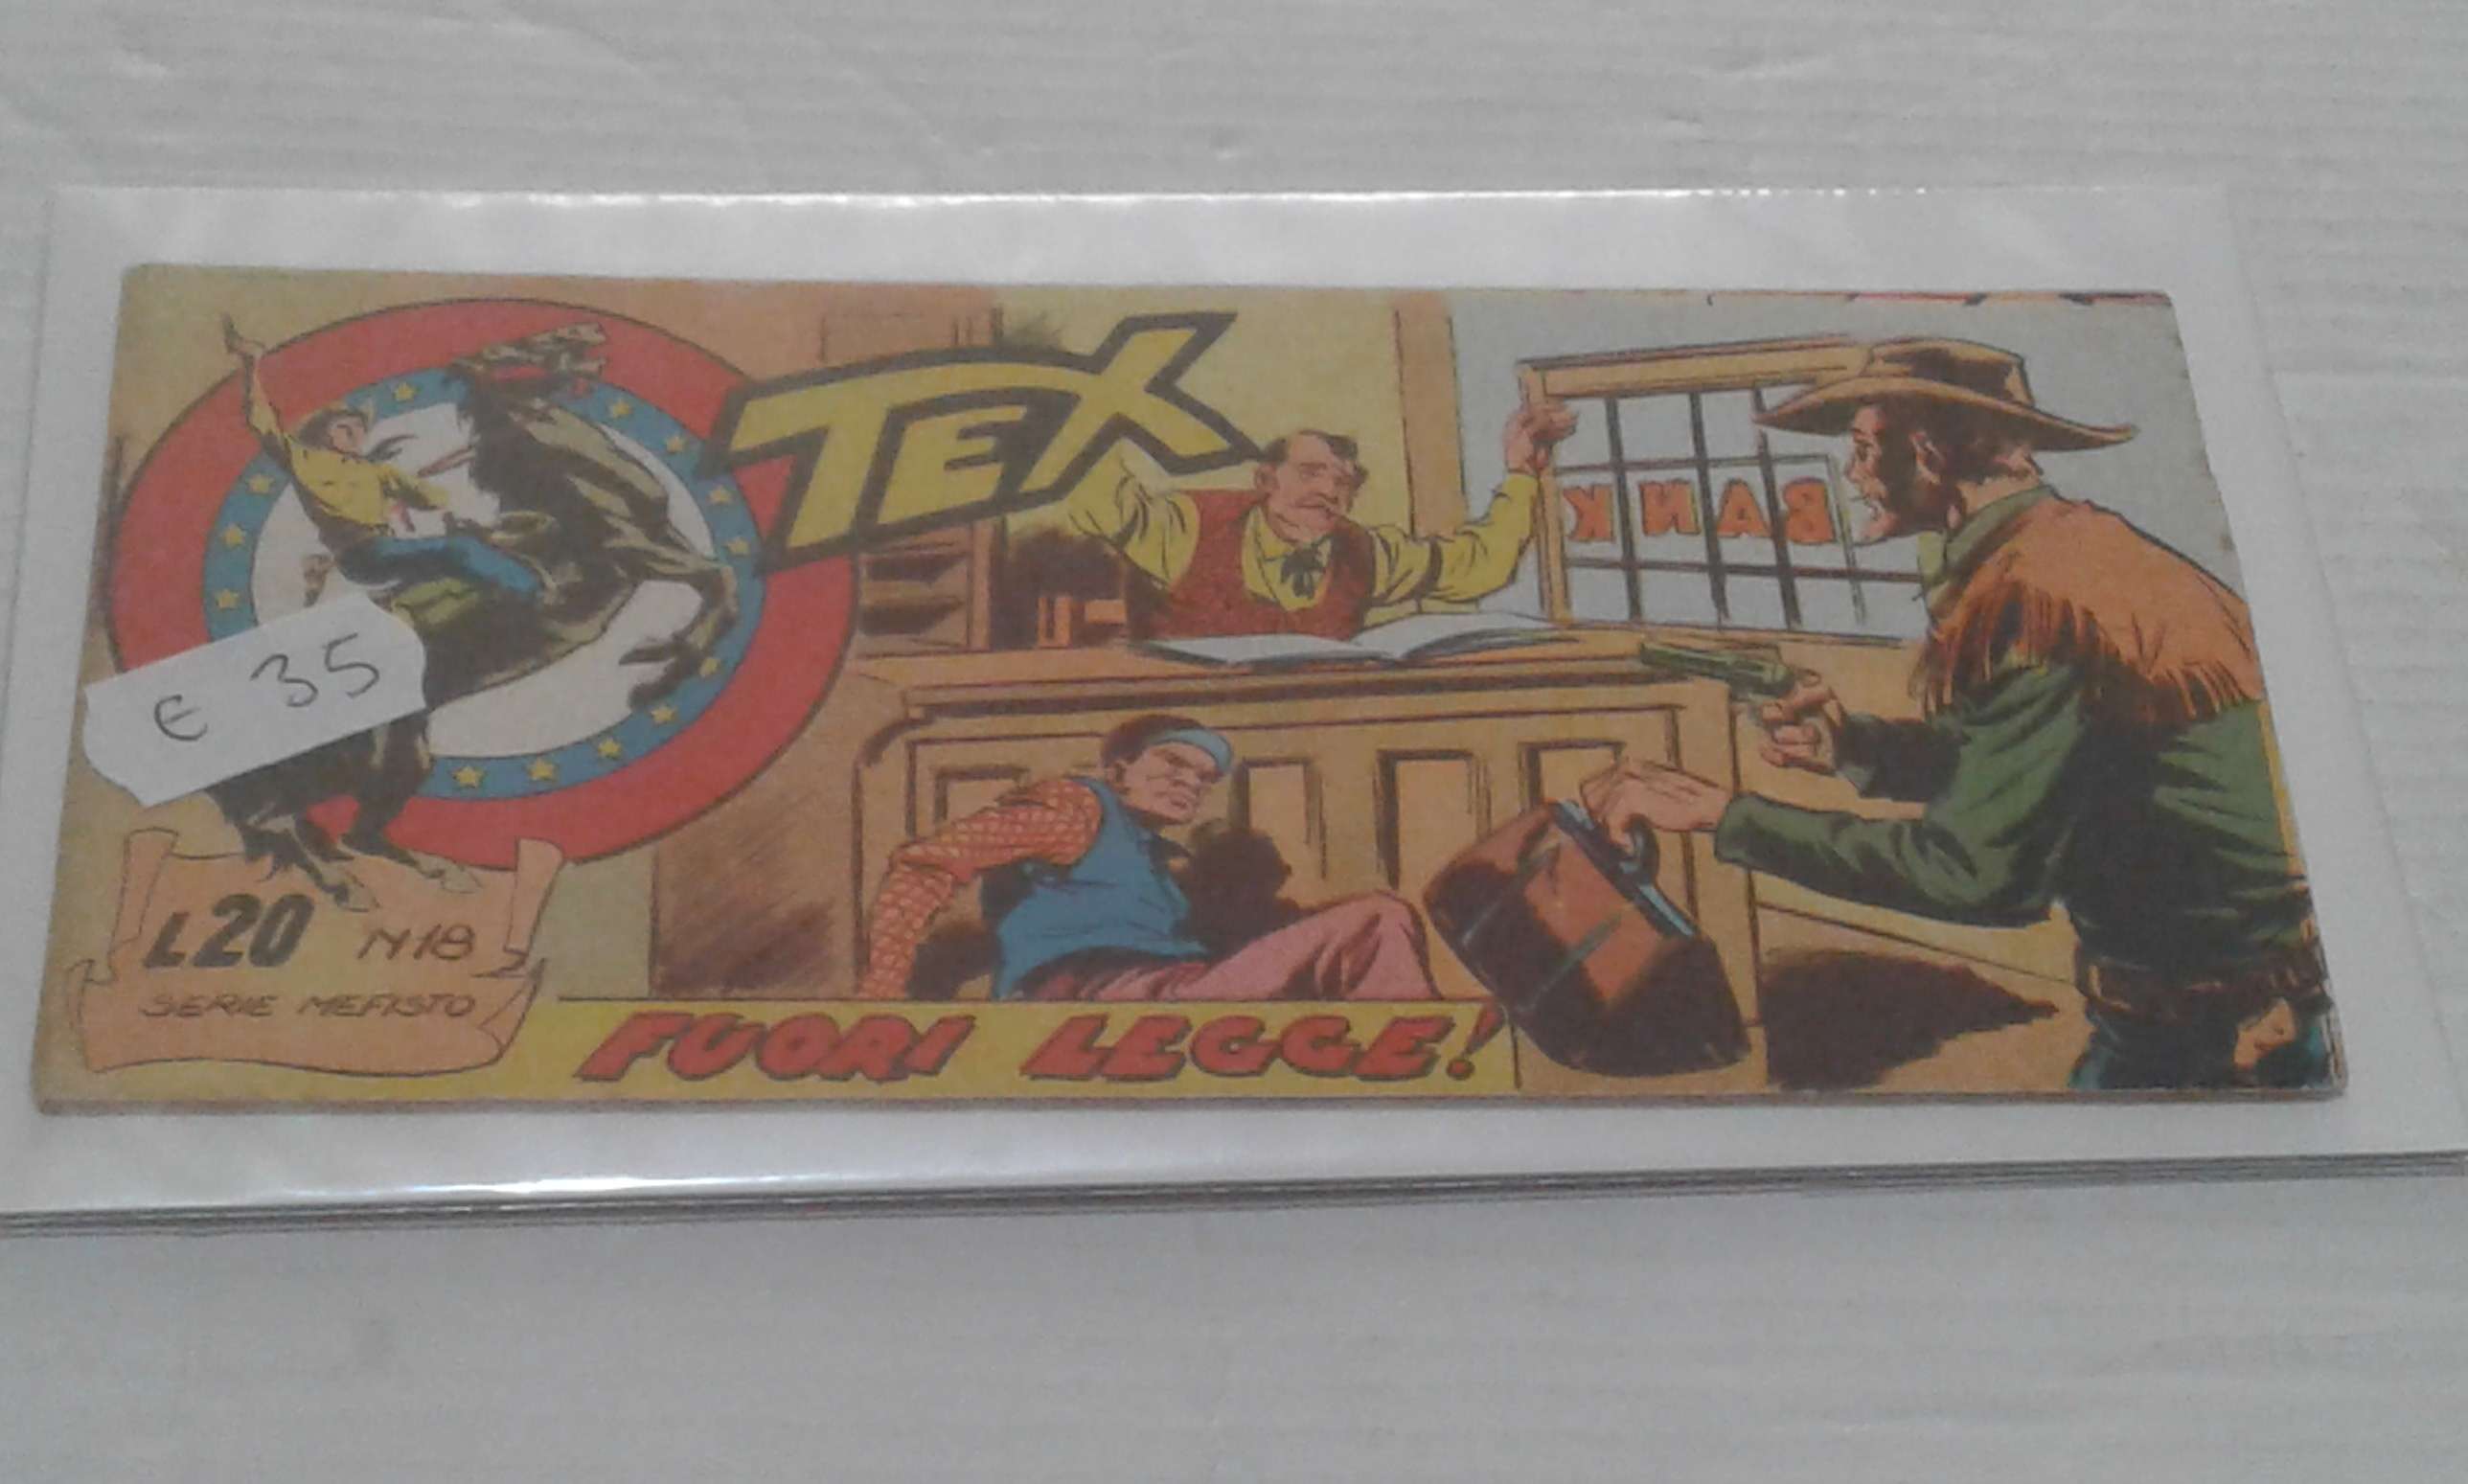 TEX
BANK
€ 35
L20 N18
SERIE MEFISTO
FUORI LEGGE!